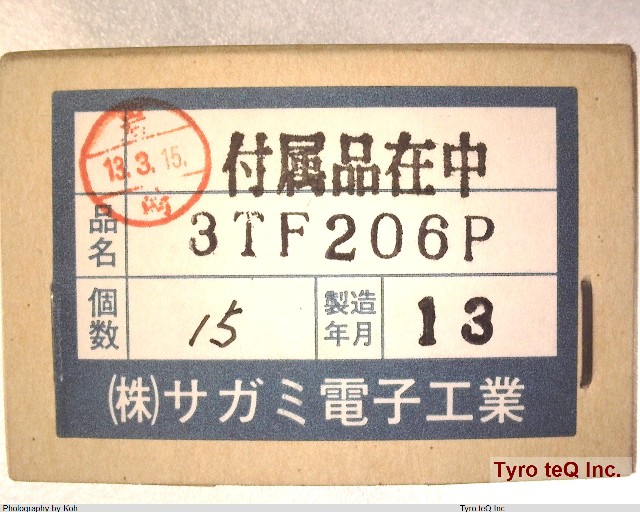 13.3.15.
付属品在中
品名 3TF206P
個数 15 製造年月 13
(株)サガミ電子工業
Tyro teQ Inc.
Photography by Koh Tyro teQ Inc